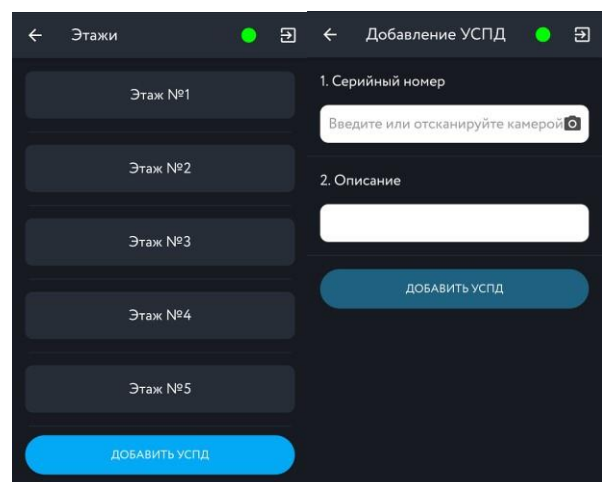 Этажи
Этаж №1
Этаж №2
Этаж №3
Этаж №4
Этаж №5
ДОБАВИТЬ УСПД
Добавление УСПД
1. Серийный номер
Введите или отсканируйте камерой
2. Описание
ДОБАВИТЬ УСПД